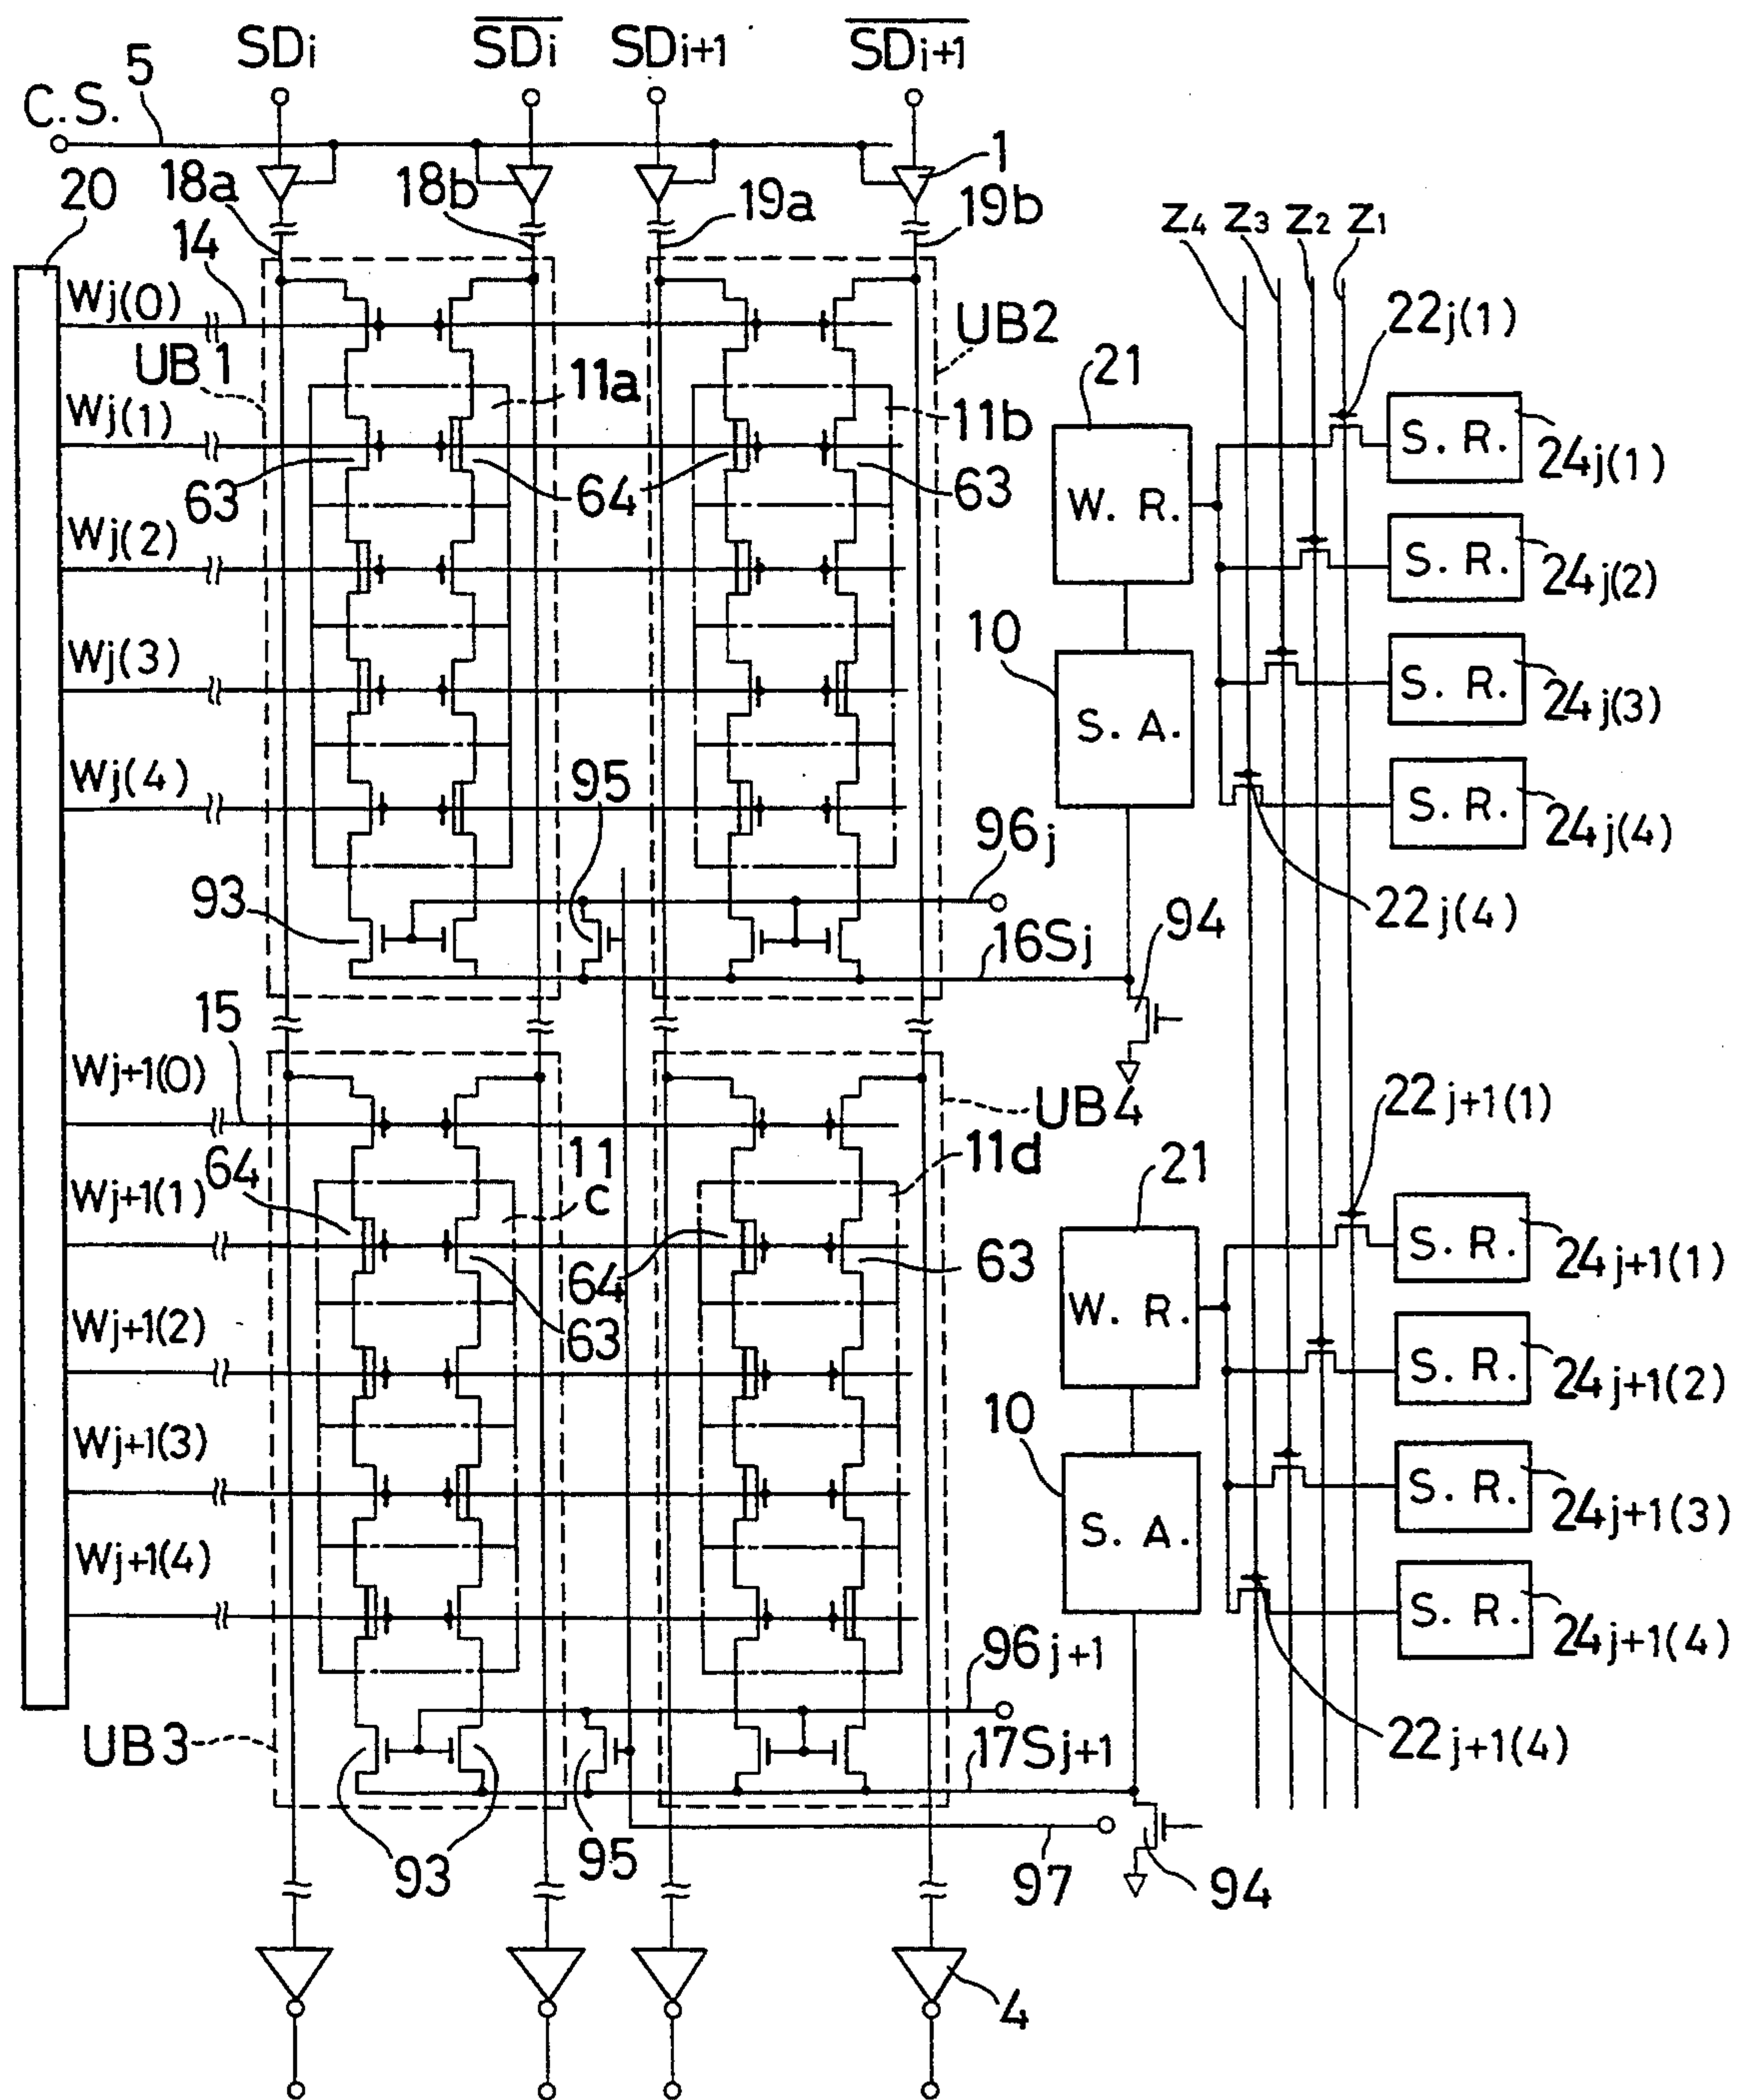 SDi S̅D̅i̅ SDi+1 S̅D̅i̅+̅1̅
5
C.S.
1
20 18a 18b 19a 19b
Z4 Z3 Z2 Z1
14
Wj(0)
UB1 UB2 22j(1)
11a 21
Wj(1) 11b S. R.
24j(1)
63 64 63 W. R.
Wj(2) S. R.
24j(2)
10
Wj(3) S. R.
24j(3)
S. A.
Wj(4) 95 S. R.
24j(4)
96j
93 22j(4)
94
16Sj
15
Wj+1(0)
UB4 22j+1(1)
64 11c 11d 21
Wj+1(1) S. R.
24j+1(1)
64 63
63 W. R.
Wj+1(2) S. R.
24j+1(2)
10
Wj+1(3) S. R.
24j+1(3)
S. A.
Wj+1(4) S. R.
24j+1(4)
96j+1
UB3 17Sj+1 22j+1(4)
93 95 97 94
4